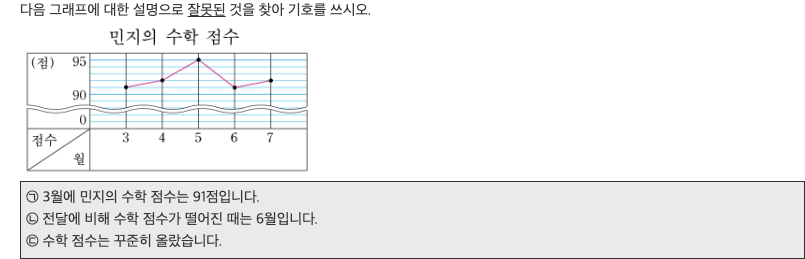 다음 그래프에 대한 설명으로 잘못된 것을 찾아 기호를 쓰시오.
민지의 수학 점수
(점) 95
90
0
점수 3 4 5 6 7
월
㉠ 3월에 민지의 수학 점수는 91점입니다.
㉡ 전달에 비해 수학 점수가 떨어진 때는 6월입니다.
㉢ 수학 점수는 꾸준히 올랐습니다.